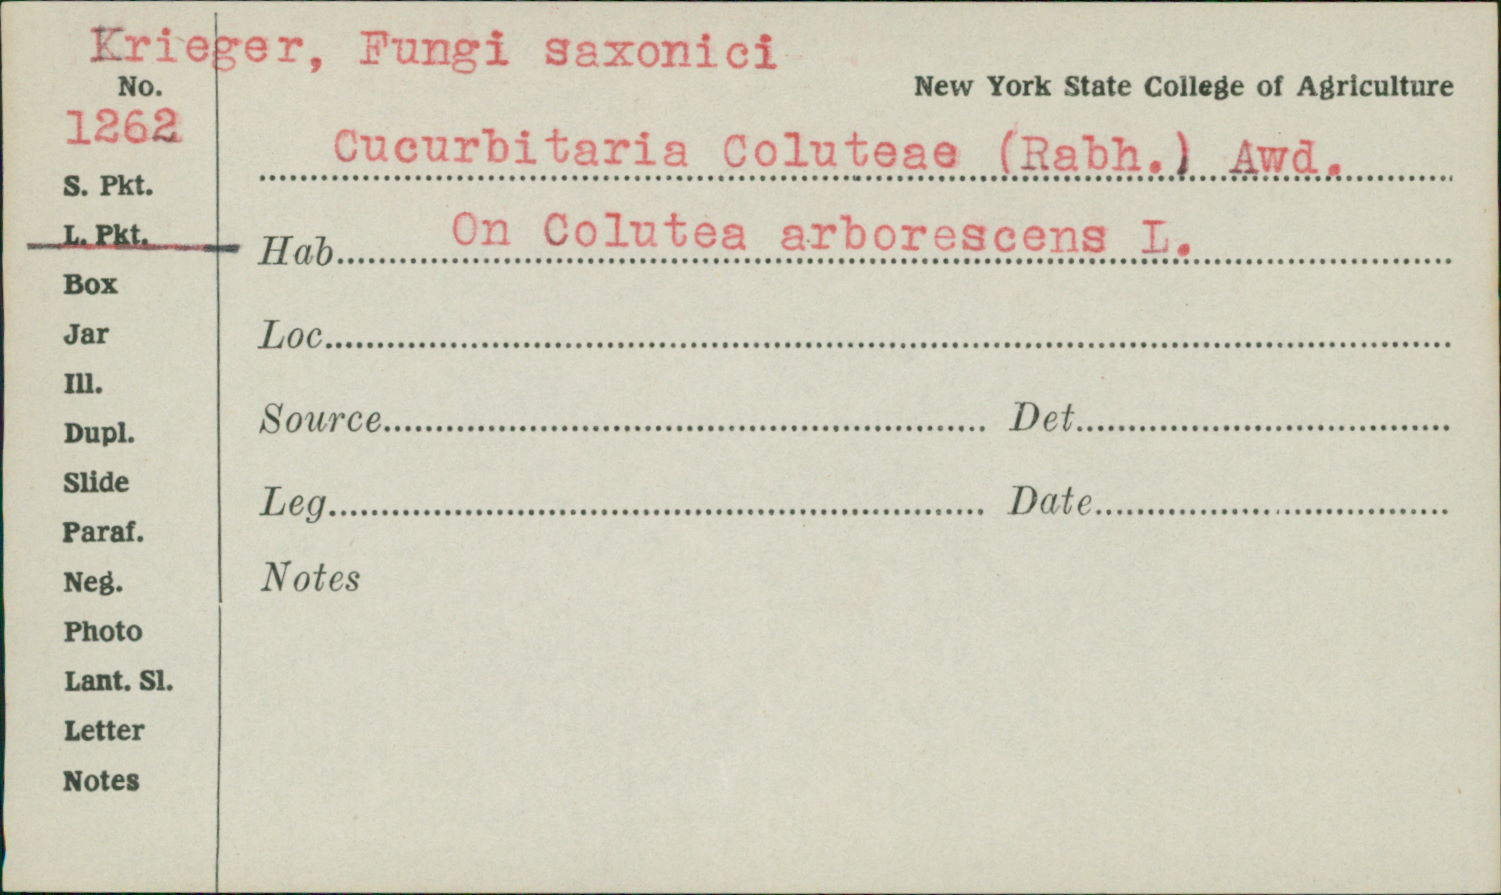 Krieger, Fungi saxonici
No.
New York State College of Agriculture
1262
Cucurbitaria Coluteae (Rabh.) Awd.
S. Pkt.
L. Pkt.
Hab. On Colutea arborescens L.
Box
Jar
Loc.
Ill.
Source Det.
Dupl.
Slide
Leg. Date
Paraf.
Neg.
Notes
Photo
Lant. Sl.
Letter
Notes